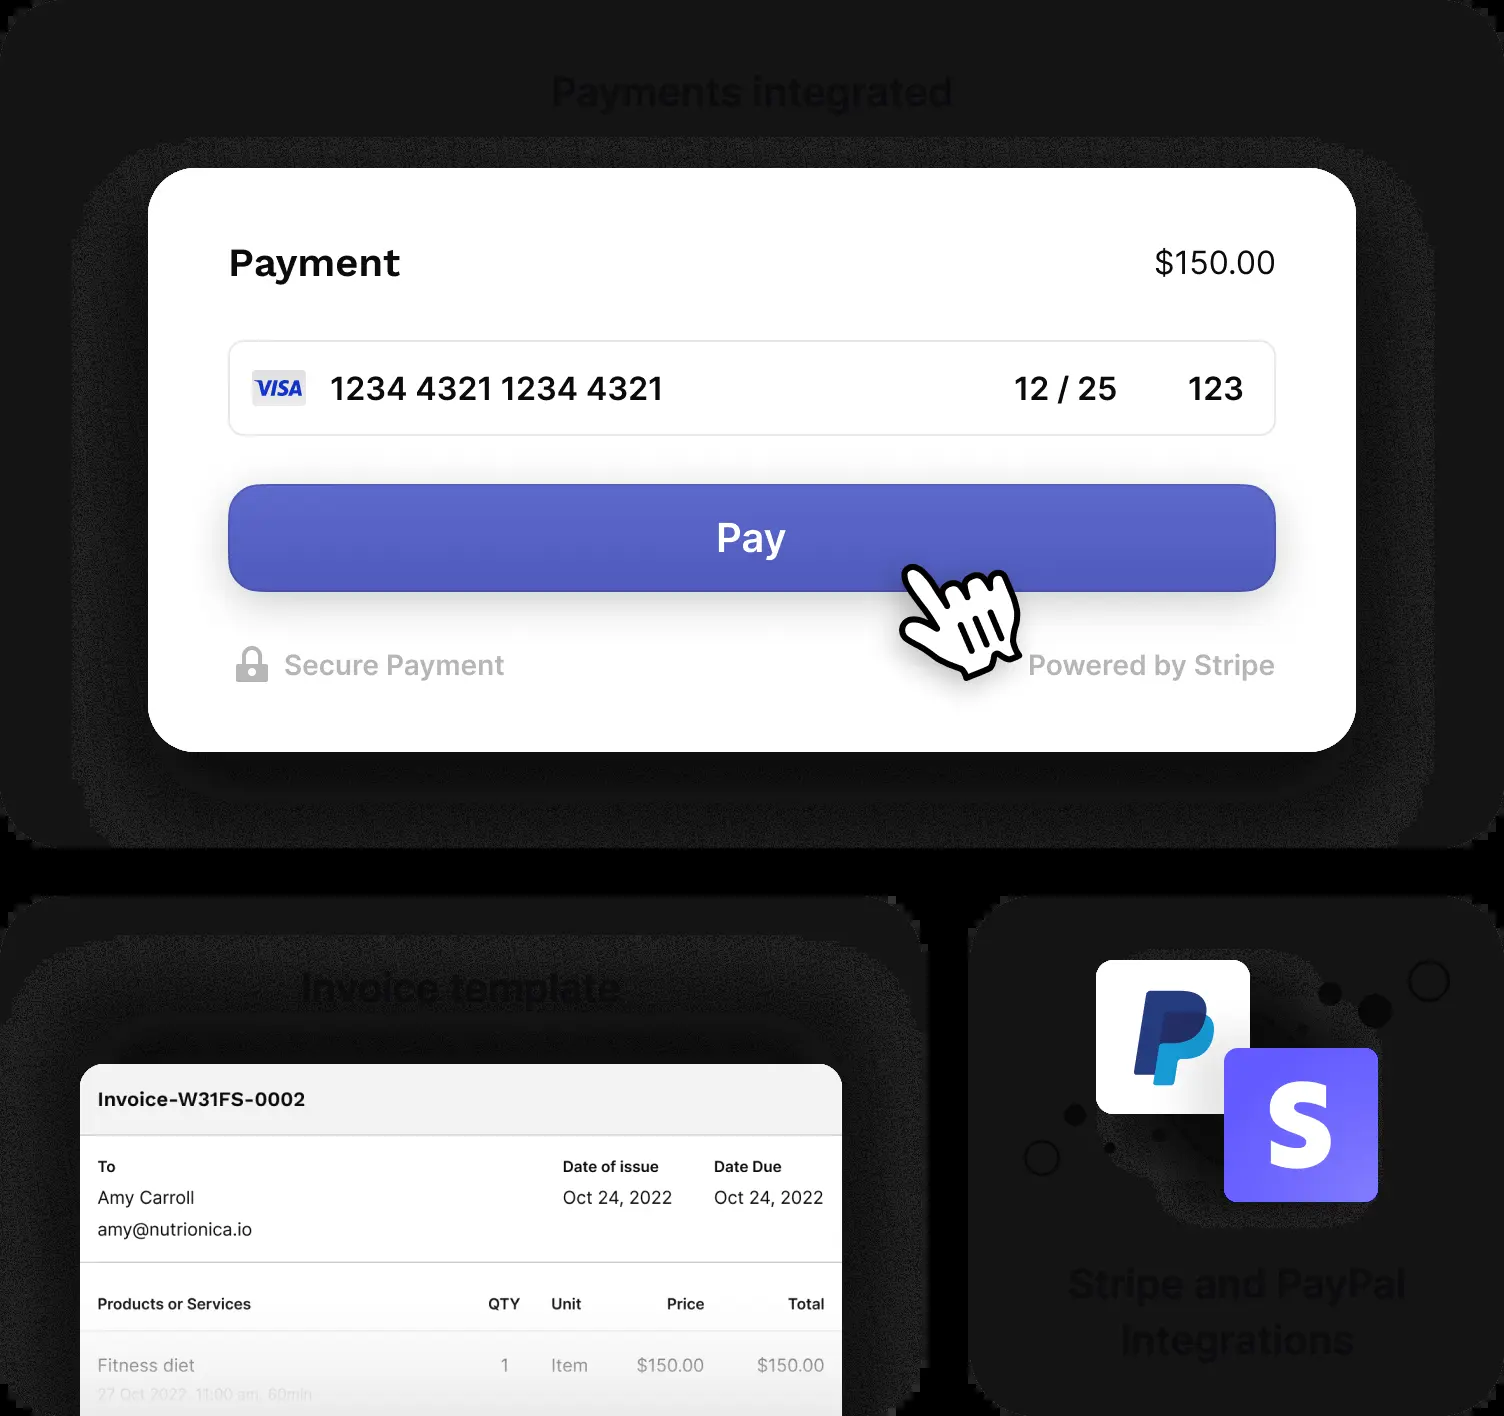 Payments integrated
Payment
$150.00
VISA 1234 4321 1234 4321 12 / 25 123
Pay
Secure Payment
Powered by Stripe
Invoice template
Invoice-W31FS-0002
To Date of issue Date Due
Amy Carroll Oct 24, 2022 Oct 24, 2022
amy@nutrionica.io
Products or Services QTY Unit Price Total
Fitness diet 1 Item $150.00 $150.00
27 Oct 2022, 11:00 am, 60min
S
Stripe and PayPal
Integrations